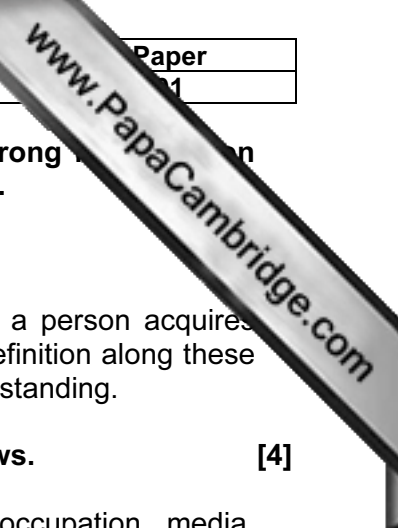 Paper
www.PapaCambridge.com
rong
n
.
a person acquires
efinition along these
standing.
ws. [4]
occupation, media